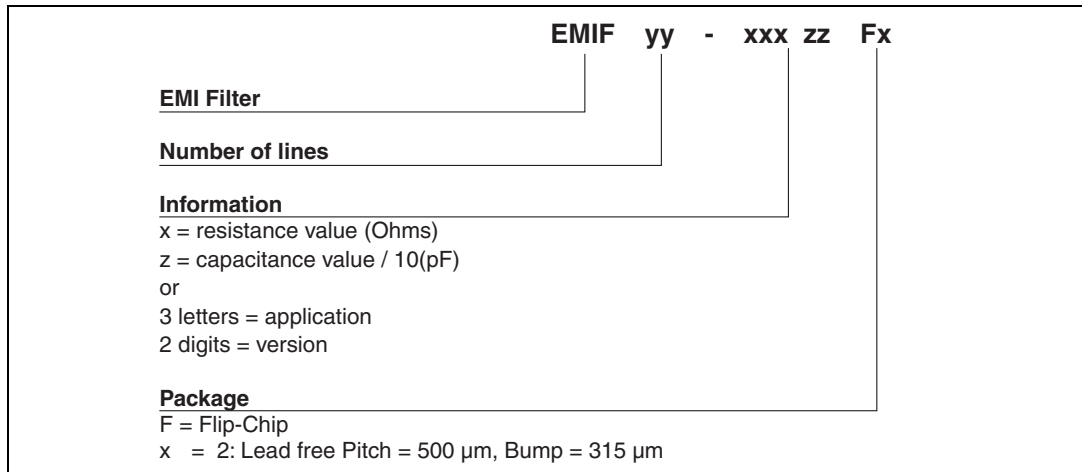 EMIF yy - xxx zz Fx
EMI Filter
Number of lines
Information
x = resistance value (Ohms)
z = capacitance value / 10(pF)
or
3 letters = application
2 digits = version
Package
F = Flip-Chip
x = 2: Lead free Pitch = 500 µm, Bump = 315 µm